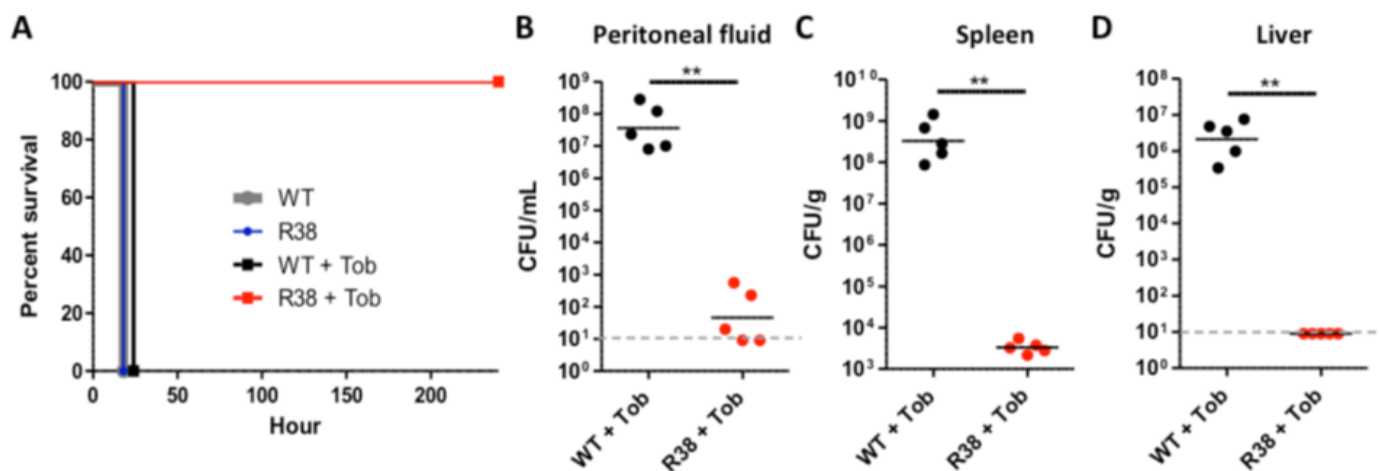 A
Percent survival
100
80
60
40
20
0
0 50 100 150 200
Hour
WT
R38
WT + Tob
R38 + Tob
B
Peritoneal fluid
**
CFU/mL
10⁹
10⁸
10⁷
10⁶
10⁵
10⁴
10³
10²
10¹
10⁰
WT + Tob
R38 + Tob
C
Spleen
**
CFU/g
10¹⁰
10⁹
10⁸
10⁷
10⁶
10⁵
10⁴
10³
WT + Tob
R38 + Tob
D
Liver
**
CFU/g
10⁸
10⁷
10⁶
10⁵
10⁴
10³
10²
10¹
10⁰
WT + Tob
R38 + Tob